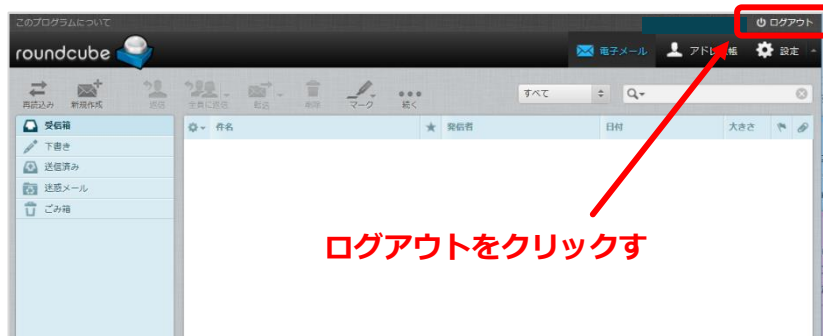 このプログラムについて
ログアウト
roundcube
電子メール
アドレ
帳
設定
再読込み 新規作成 返信 全員に返信 転送 削除 マーク 続く
すべて
受信箱
件名 発信者 日付 大きさ
下書き
送信済み
迷惑メール
ごみ箱
ログアウトをクリックす